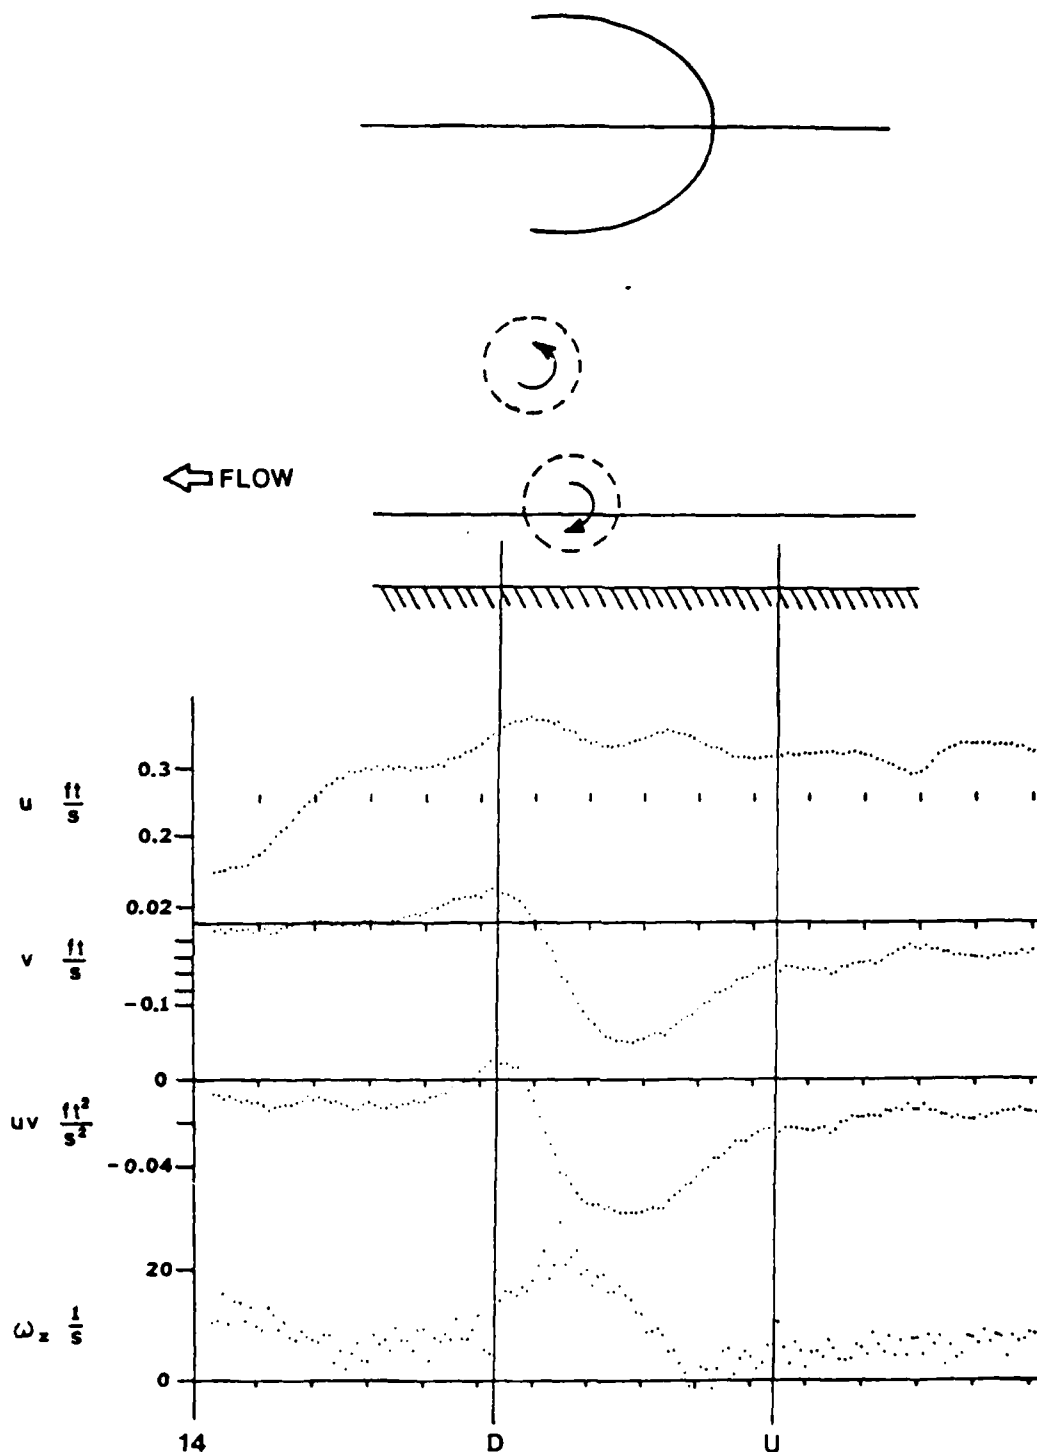 FLOW
0.3
u ft/s
0.2
0.02
v ft/s
-0.1
0
uv ft²/s²
-0.04
20
ω_z 1/s
0
14 D U